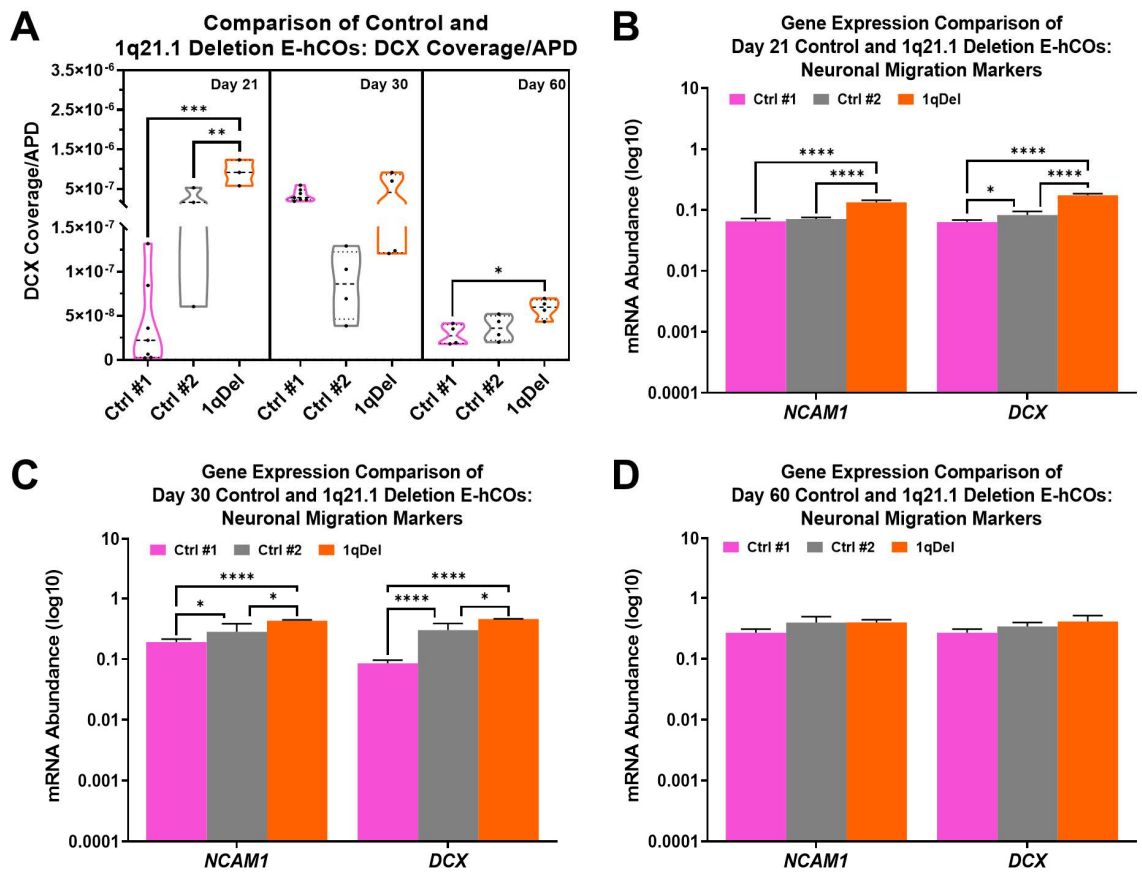 A
Comparison of Control and
1q21.1 Deletion E-hCOs: DCX Coverage/APD
DCX Coverage/APD
3.5×10⁻⁶
2.5×10⁻⁶
1.5×10⁻⁶
5×10⁻⁷
1.5×10⁻⁷
1×10⁻⁷
5×10⁻⁸
0
Day 21
Day 30
Day 60
***
**
*
Ctrl #1
Ctrl #2
1qDel
Ctrl #1
Ctrl #2
1qDel
Ctrl #1
Ctrl #2
1qDel
B
Gene Expression Comparison of
Day 21 Control and 1q21.1 Deletion E-hCOs:
Neuronal Migration Markers
Ctrl #1 Ctrl #2 1qDel
mRNA Abundance (log10)
10
1
0.1
0.01
0.001
0.0001
****
****
****
* ****
NCAM1 DCX
C
Gene Expression Comparison of
Day 30 Control and 1q21.1 Deletion E-hCOs:
Neuronal Migration Markers
Ctrl #1 Ctrl #2 1qDel
mRNA Abundance (log10)
10
1
0.1
0.01
0.001
0.0001
**** ****
* * **** *
NCAM1 DCX
D
Gene Expression Comparison of
Day 60 Control and 1q21.1 Deletion E-hCOs:
Neuronal Migration Markers
Ctrl #1 Ctrl #2 1qDel
mRNA Abundance (log10)
10
1
0.1
0.01
0.001
0.0001
NCAM1 DCX